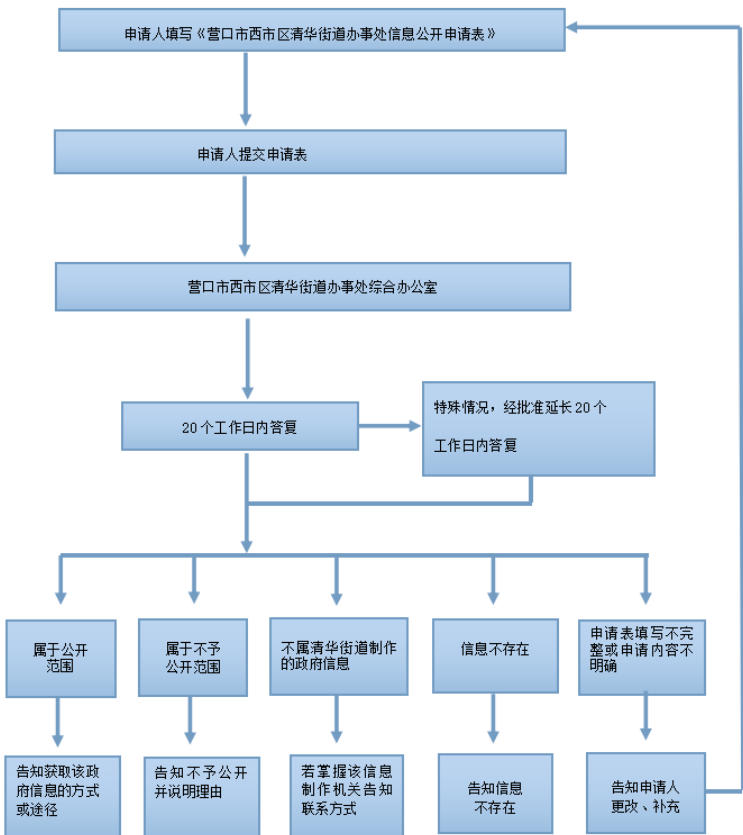 申请人填写《营口市西市区清华街道办事处信息公开申请表》
申请人提交申请表
营口市西市区清华街道办事处综合办公室
20个工作日内答复
特殊情况，经批准延长20个
工作日内答复
属于公开
范围
属于不予
公开范围
不属清华街道制作
的政府信息
信息不存在
申请表填写不完
整或申请内容不
明确
告知获取该政
府信息的方式
或途径
告知不予公开
并说明理由
若掌握该信息
制作机关告知
联系方式
告知信息
不存在
告知申请人
更改、补充